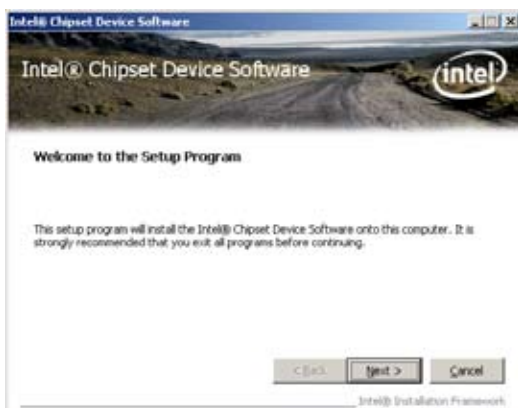 Intel® Chipset Device Software
Intel® Chipset Device Software
intel
Welcome to the Setup Program
This setup program will install the Intel® Chipset Device Software onto this computer. It is
strongly recommended that you exit all programs before continuing.
< Back
Next >
Cancel
Intel® Installation Framework